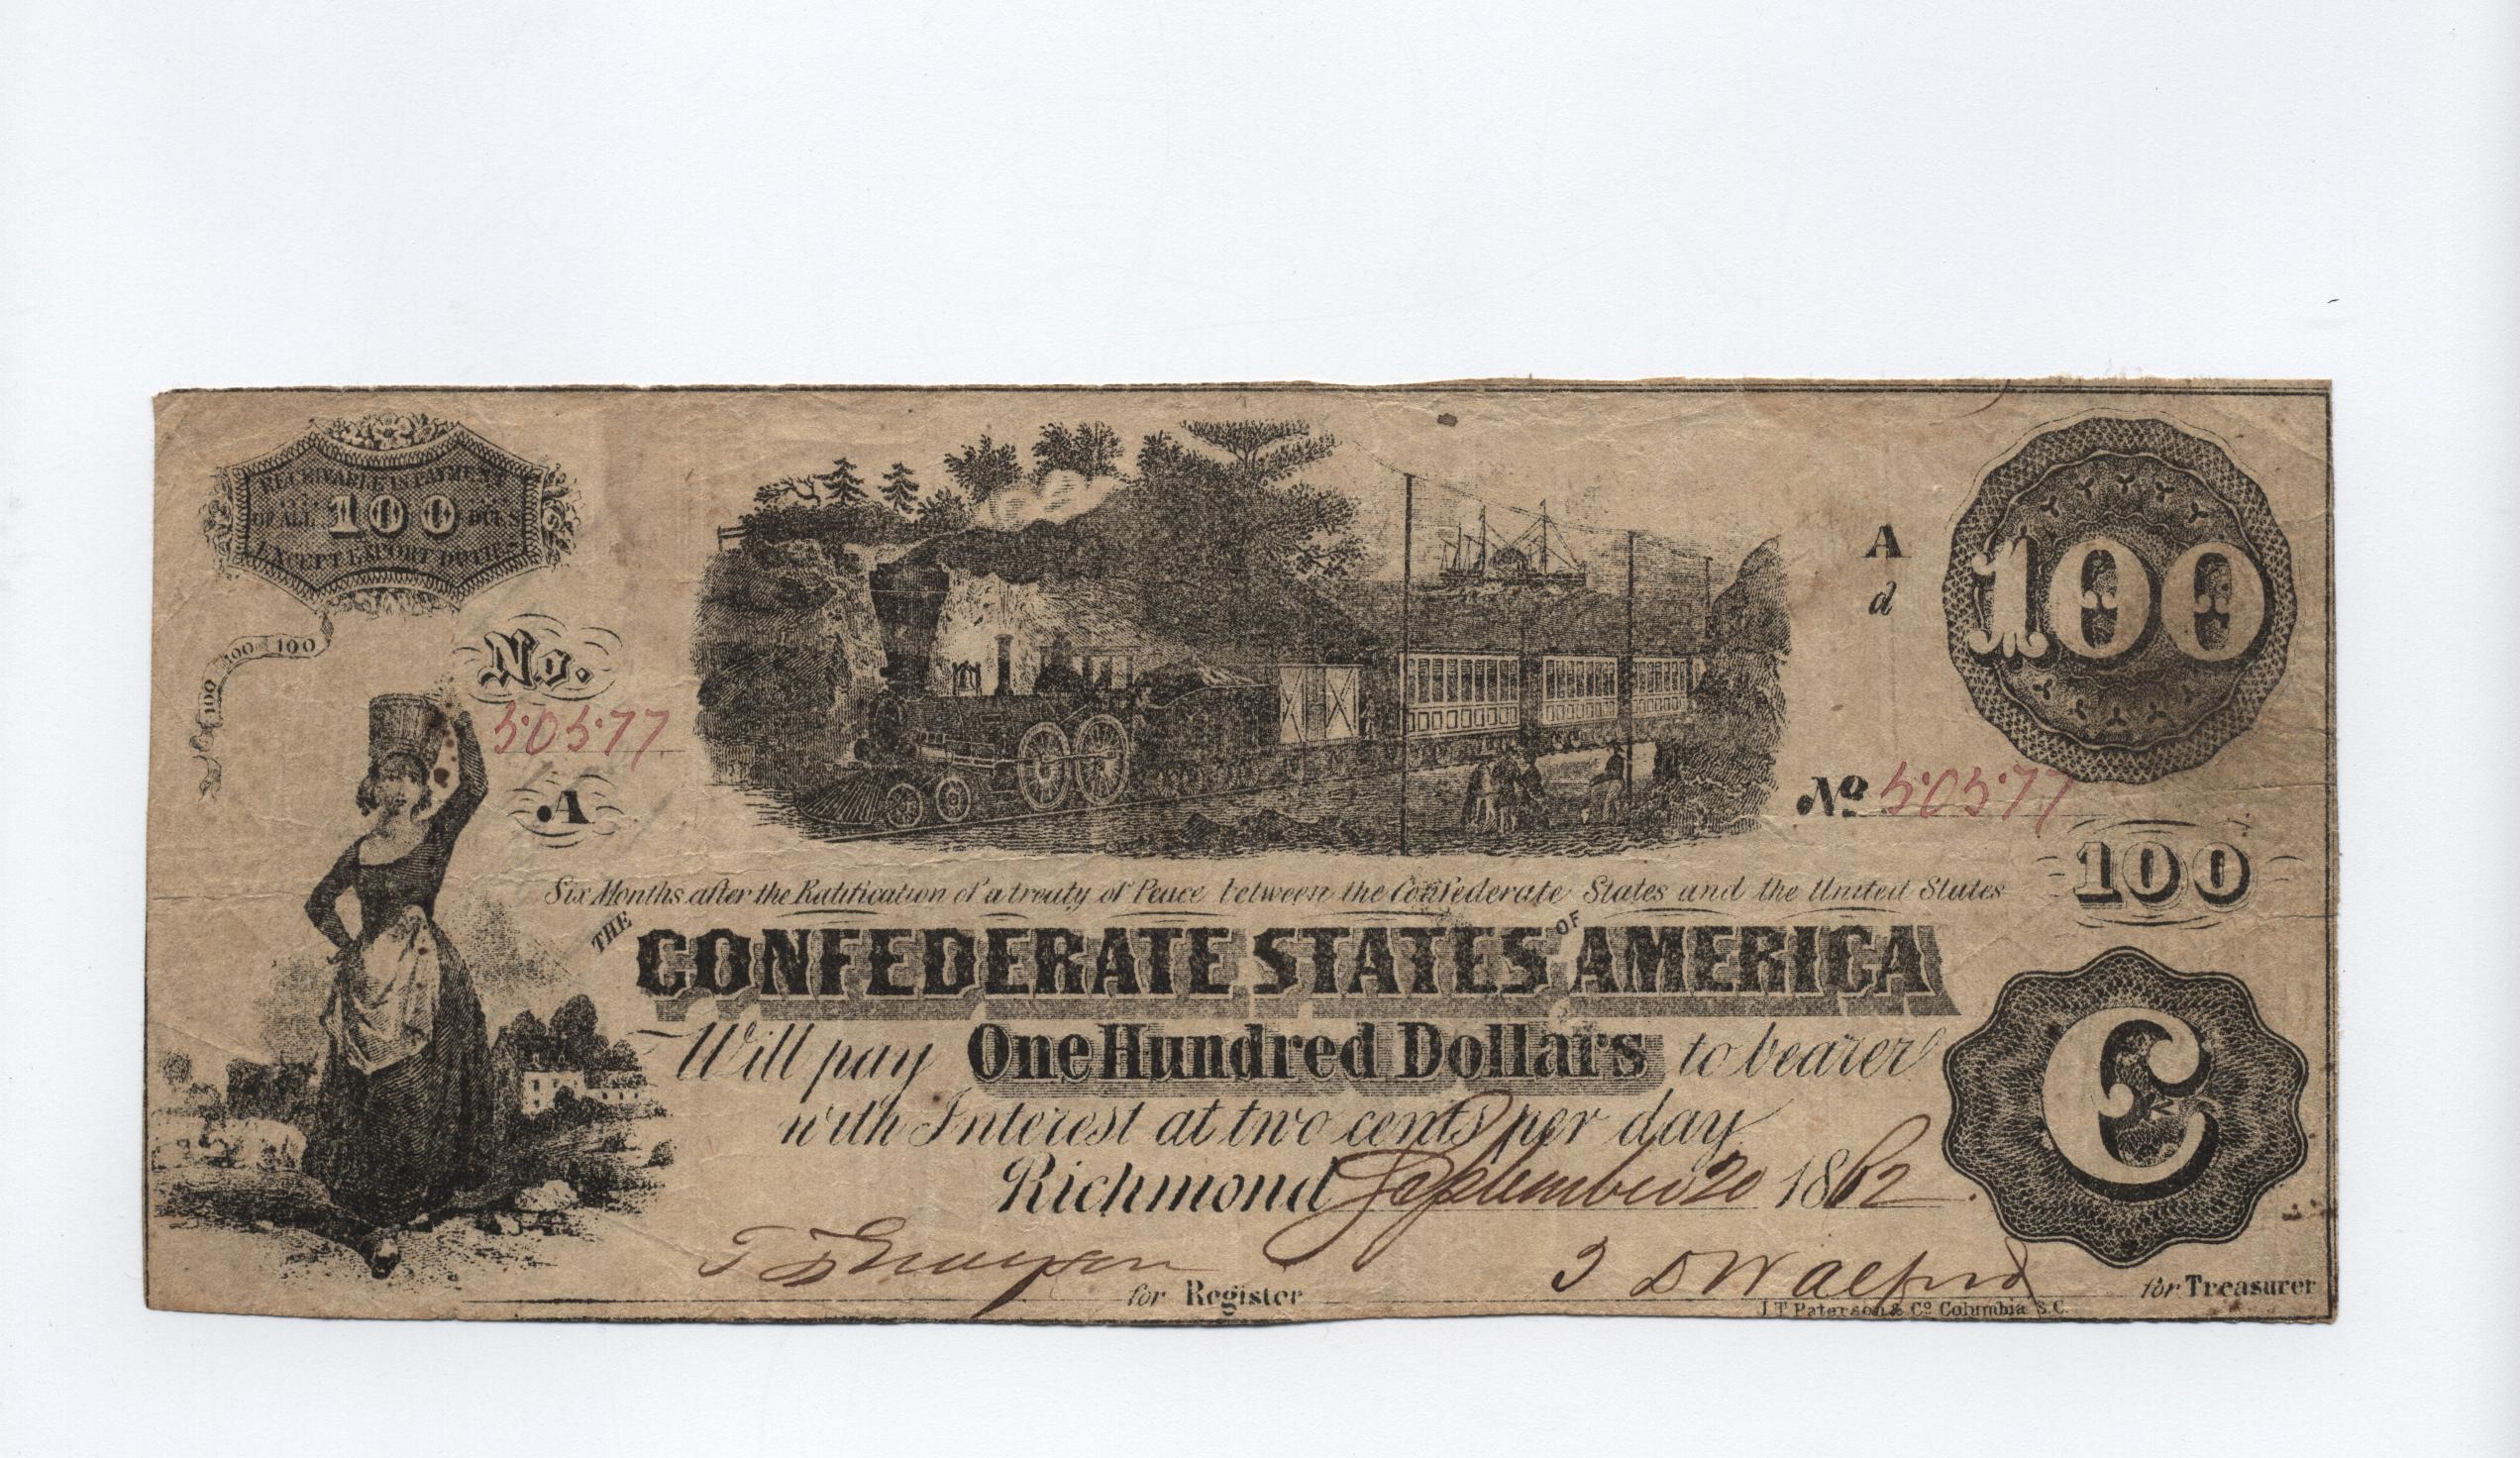 RECEIVABLE IN PAYMENT
OF ALL 100 DUES
EXCEPT EXPORT DUTIES
100 100 100
No.
50577
A
A
d
100
No 50577
100
Six Months after the Ratification of a treaty of Peace between the Confederate States and the United States
THE CONFEDERATE STATES OF AMERICA
Will pay One Hundred Dollars to bearer
with Interest at two cents per day
Richmond September 20 1862.
C
for Register
for Treasurer
J T Paterson & Co Columbia S.C.